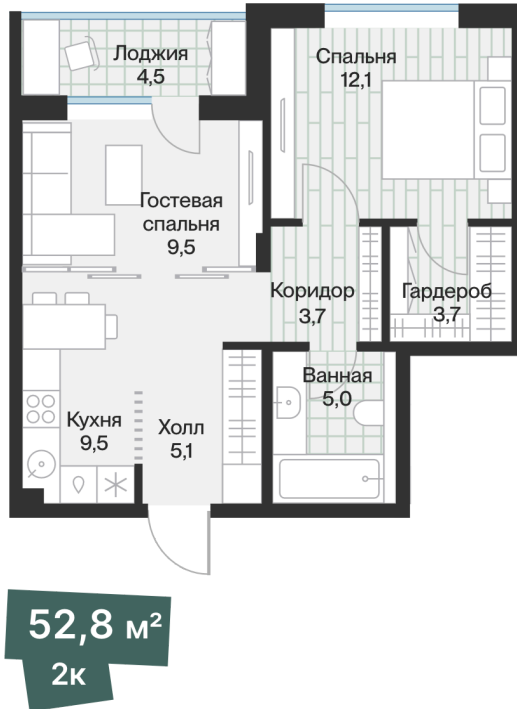 Лоджия
4,5
Спальня
12,1
Гостевая
спальня
9,5
Коридор
3,7
Гардероб
3,7
Ванная
5,0
Кухня
9,5
Холл
5,1
52,8 м²
2к